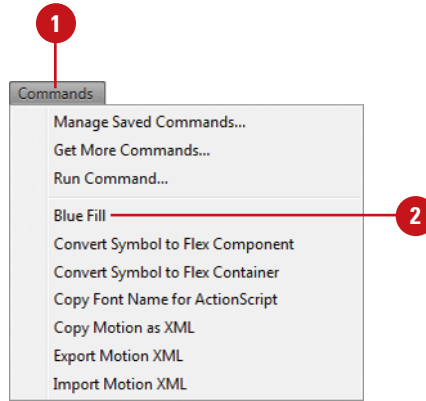 1
Commands
Manage Saved Commands...
Get More Commands...
Run Command...
Blue Fill
2
Convert Symbol to Flex Component
Convert Symbol to Flex Container
Copy Font Name for ActionScript
Copy Motion as XML
Export Motion XML
Import Motion XML